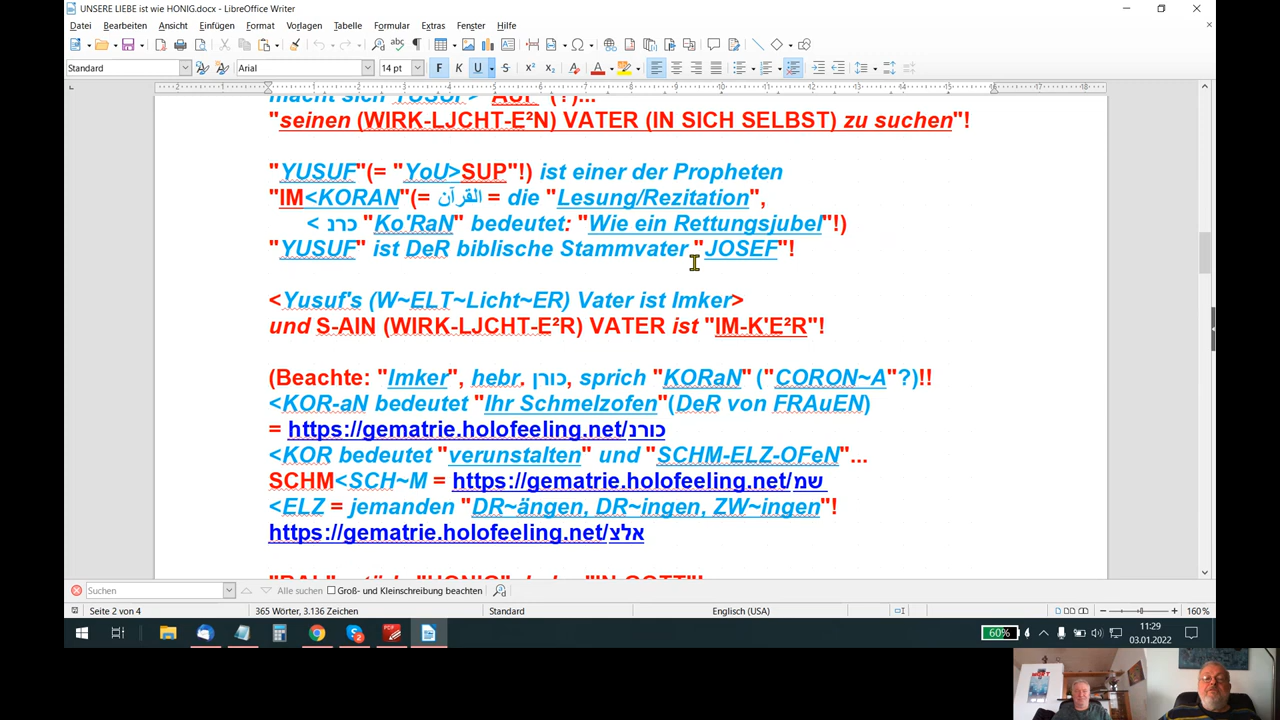 UNSERE LIEBE ist wie HONIG.docx - LibreOffice Writer
Datei Bearbeiten Ansicht Einfügen Format Vorlagen Tabelle Formular Extras Fenster Hilfe
Standard Arial 14 pt F K U S
macht sich YUSUF> AUF (?)...
"seinen (WIRK-LJCHT-E²N) VATER (IN SICH SELBST) zu suchen"!
"YUSUF"(= "YoU>SUP"!) ist einer der Propheten
"IM<KORAN"(= القرآن = die "Lesung/Rezitation",
< כרנ "Ko'RaN" bedeutet: "Wie ein Rettungsjubel"!)
"YUSUF" ist DeR biblische Stammvater "JOSEF"!
<Yusuf's (W~ELT~Licht~ER) Vater ist Imker>
und S-AIN (WIRK-LJCHT-E²R) VATER ist "IM-K'E²R"!
(Beachte: "Imker", hebr. כורן, sprich "KORaN" ("CORON~A"?)!!
<KOR-aN bedeutet "Ihr Schmelzofen"(DeR von FRAuEN)
= https://gematrie.holofeeling.net/כורנ
<KOR bedeutet "verunstalten" und "SCHM-ELZ-OFeN"...
SCHM<SCH~M = https://gematrie.holofeeling.net/שמ
<ELZ = jemanden "DR~ängen, DR~ingen, ZW~ingen"!
https://gematrie.holofeeling.net/אלצ
Suchen Alle suchen Groß- und Kleinschreibung beachten
Seite 2 von 4 365 Wörter, 3.136 Zeichen Standard Englisch (USA) 160%
60% 11:29
03.01.2022